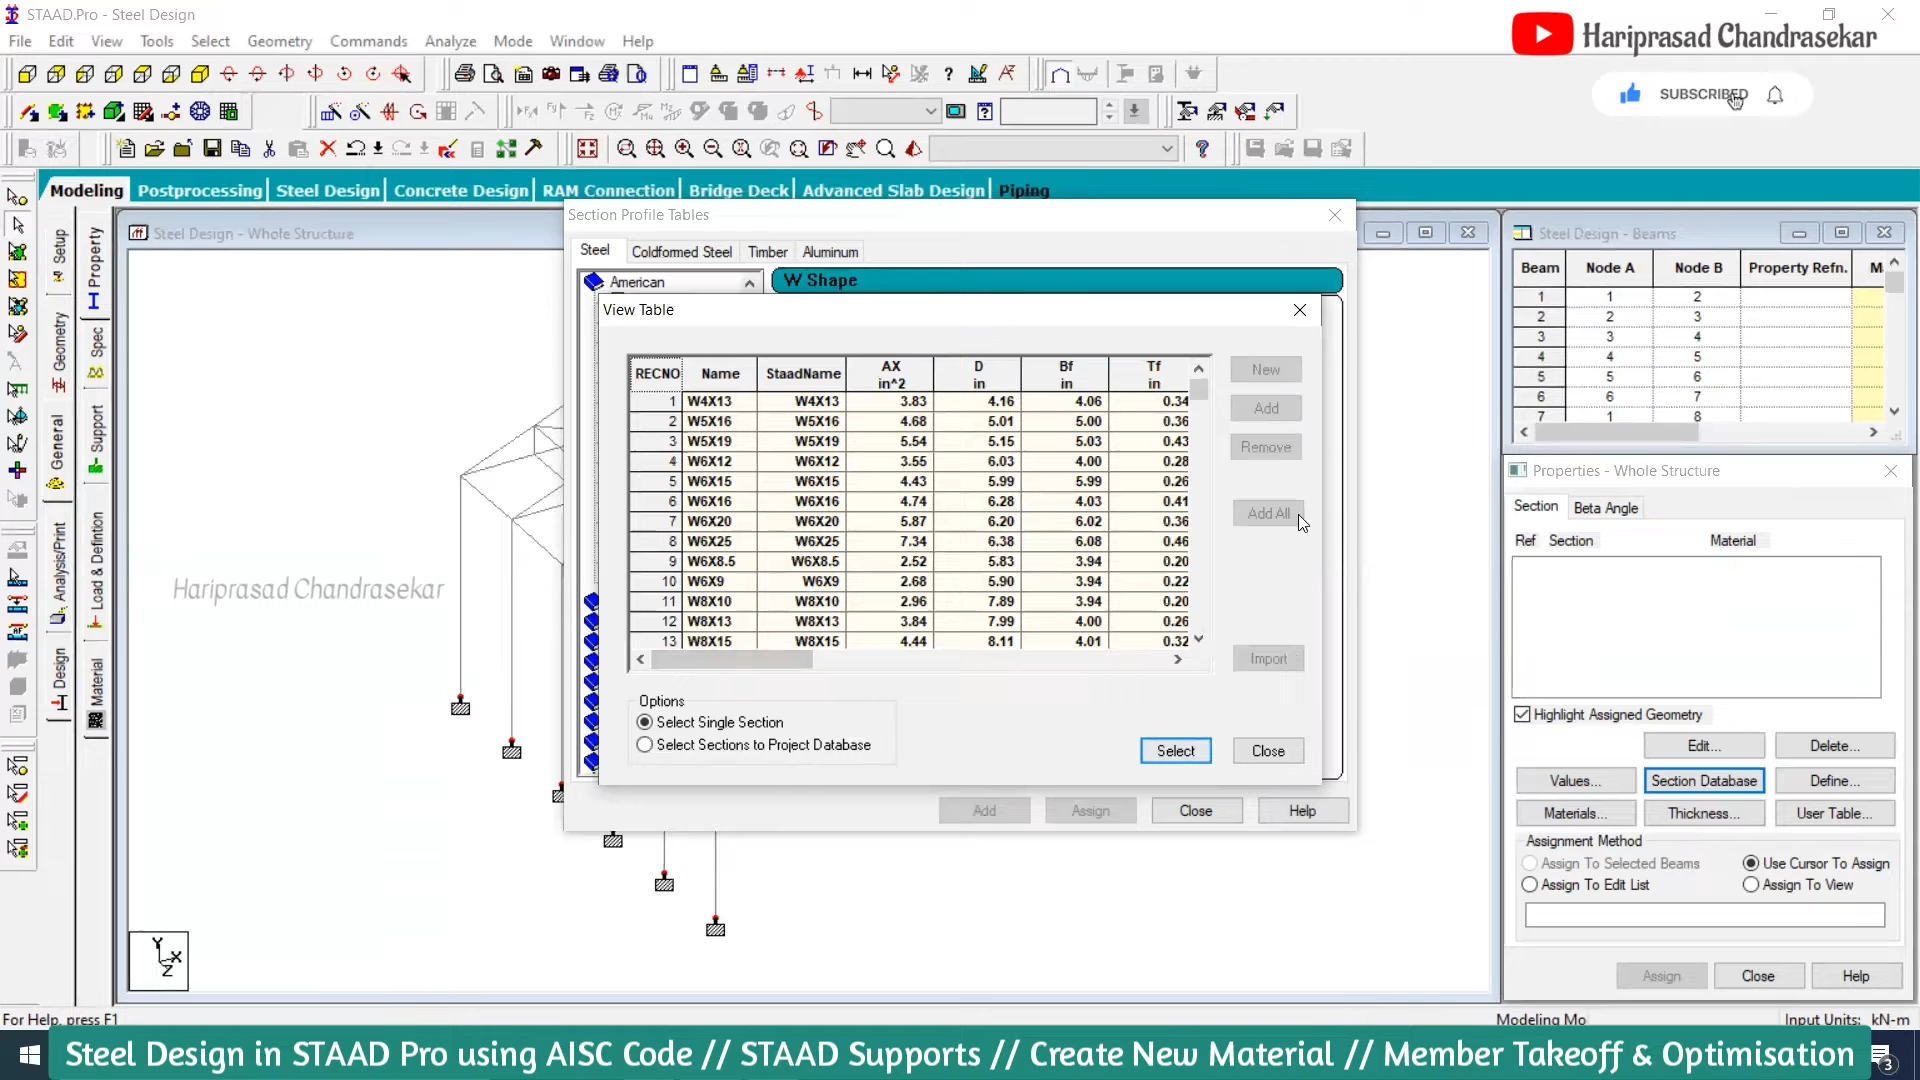 STAAD.Pro - Steel Design
File Edit View Tools Select Geometry Commands Analyze Mode Window Help
Hariprasad Chandrasekar
SUBSCRIBED
Modeling Postprocessing Steel Design Concrete Design RAM Connection Bridge Deck Advanced Slab Design Piping
Setup
Geometry
General
Analysis/Print
Design
Property
Spec
Support
Load & Definition
Material
Steel Design - Whole Structure
Hariprasad Chandrasekar
Y
X
Z
Section Profile Tables
Steel Coldformed Steel Timber Aluminum
American
W Shape
View Table
RECNO Name StaadName AX in^2 D in Bf in Tf in
1 W4X13 W4X13 3.83 4.16 4.06 0.34
2 W5X16 W5X16 4.68 5.01 5.00 0.36
3 W5X19 W5X19 5.54 5.15 5.03 0.43
4 W6X12 W6X12 3.55 6.03 4.00 0.28
5 W6X15 W6X15 4.43 5.99 5.99 0.26
6 W6X16 W6X16 4.74 6.28 4.03 0.41
7 W6X20 W6X20 5.87 6.20 6.02 0.36
8 W6X25 W6X25 7.34 6.38 6.08 0.46
9 W6X8.5 W6X8.5 2.52 5.83 3.94 0.20
10 W6X9 W6X9 2.68 5.90 3.94 0.22
11 W8X10 W8X10 2.96 7.89 3.94 0.20
12 W8X13 W8X13 3.84 7.99 4.00 0.26
13 W8X15 W8X15 4.44 8.11 4.01 0.32
New
Add
Remove
Add All
Import
Options
Select Single Section
Select Sections to Project Database
Select Close
Add Assign Close Help
Steel Design - Beams
Beam Node A Node B Property Refn. M
1 1 2
2 2 3
3 3 4
4 4 5
5 5 6
6 6 7
7 1 8
Properties - Whole Structure
Section Beta Angle
Ref Section Material
Highlight Assigned Geometry
Edit... Delete...
Values... Section Database Define...
Materials... Thickness... User Table...
Assignment Method
Assign To Selected Beams Use Cursor To Assign
Assign To Edit List Assign To View
Assign Close Help
For Help, press F1
Modeling Mo Input Units: kN-m
Steel Design in STAAD Pro using AISC Code // STAAD Supports // Create New Material // Member Takeoff & Optimisation
3